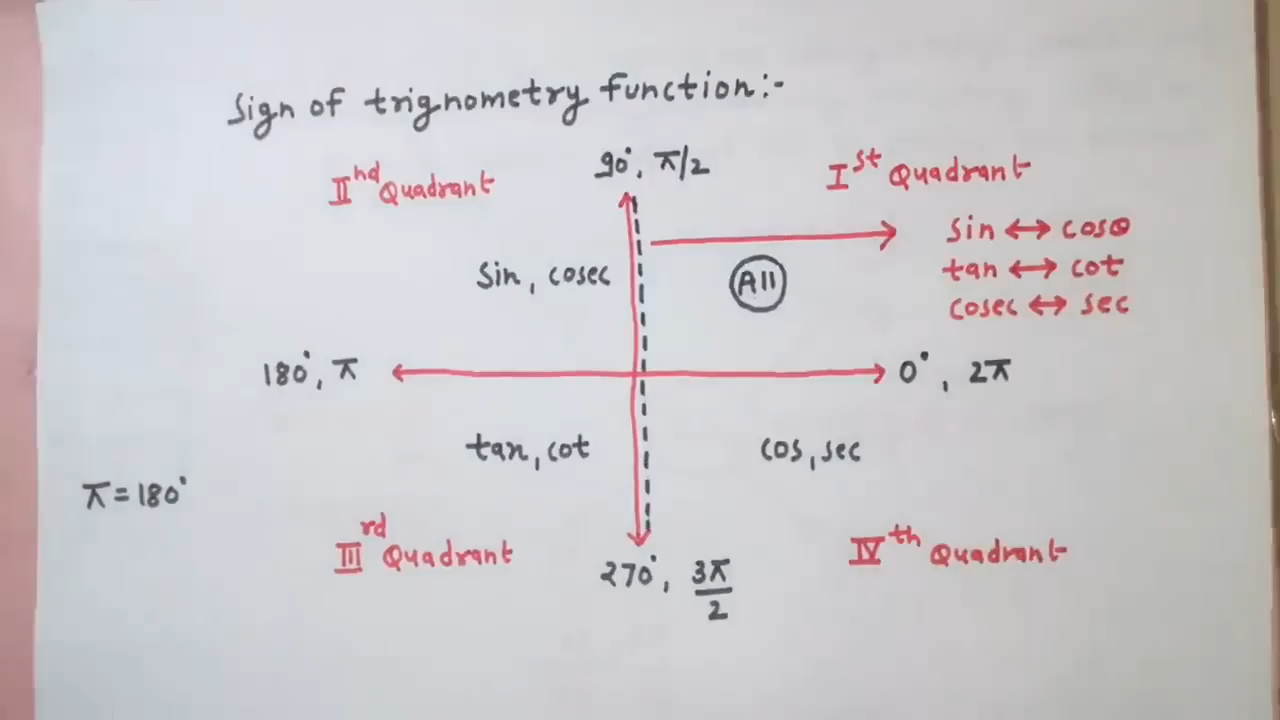 Sign of trignometry function:-
IInd Quadrant
90°, π/2
Ist Quadrant
sin ↔ cosθ
tan ↔ cot
cosec ↔ sec
Sin, cosec
All
180°, π
0°, 2π
tan, cot
cos, sec
π = 180°
IIIrd Quadrant
270°, 3π/2
IVth Quadrant